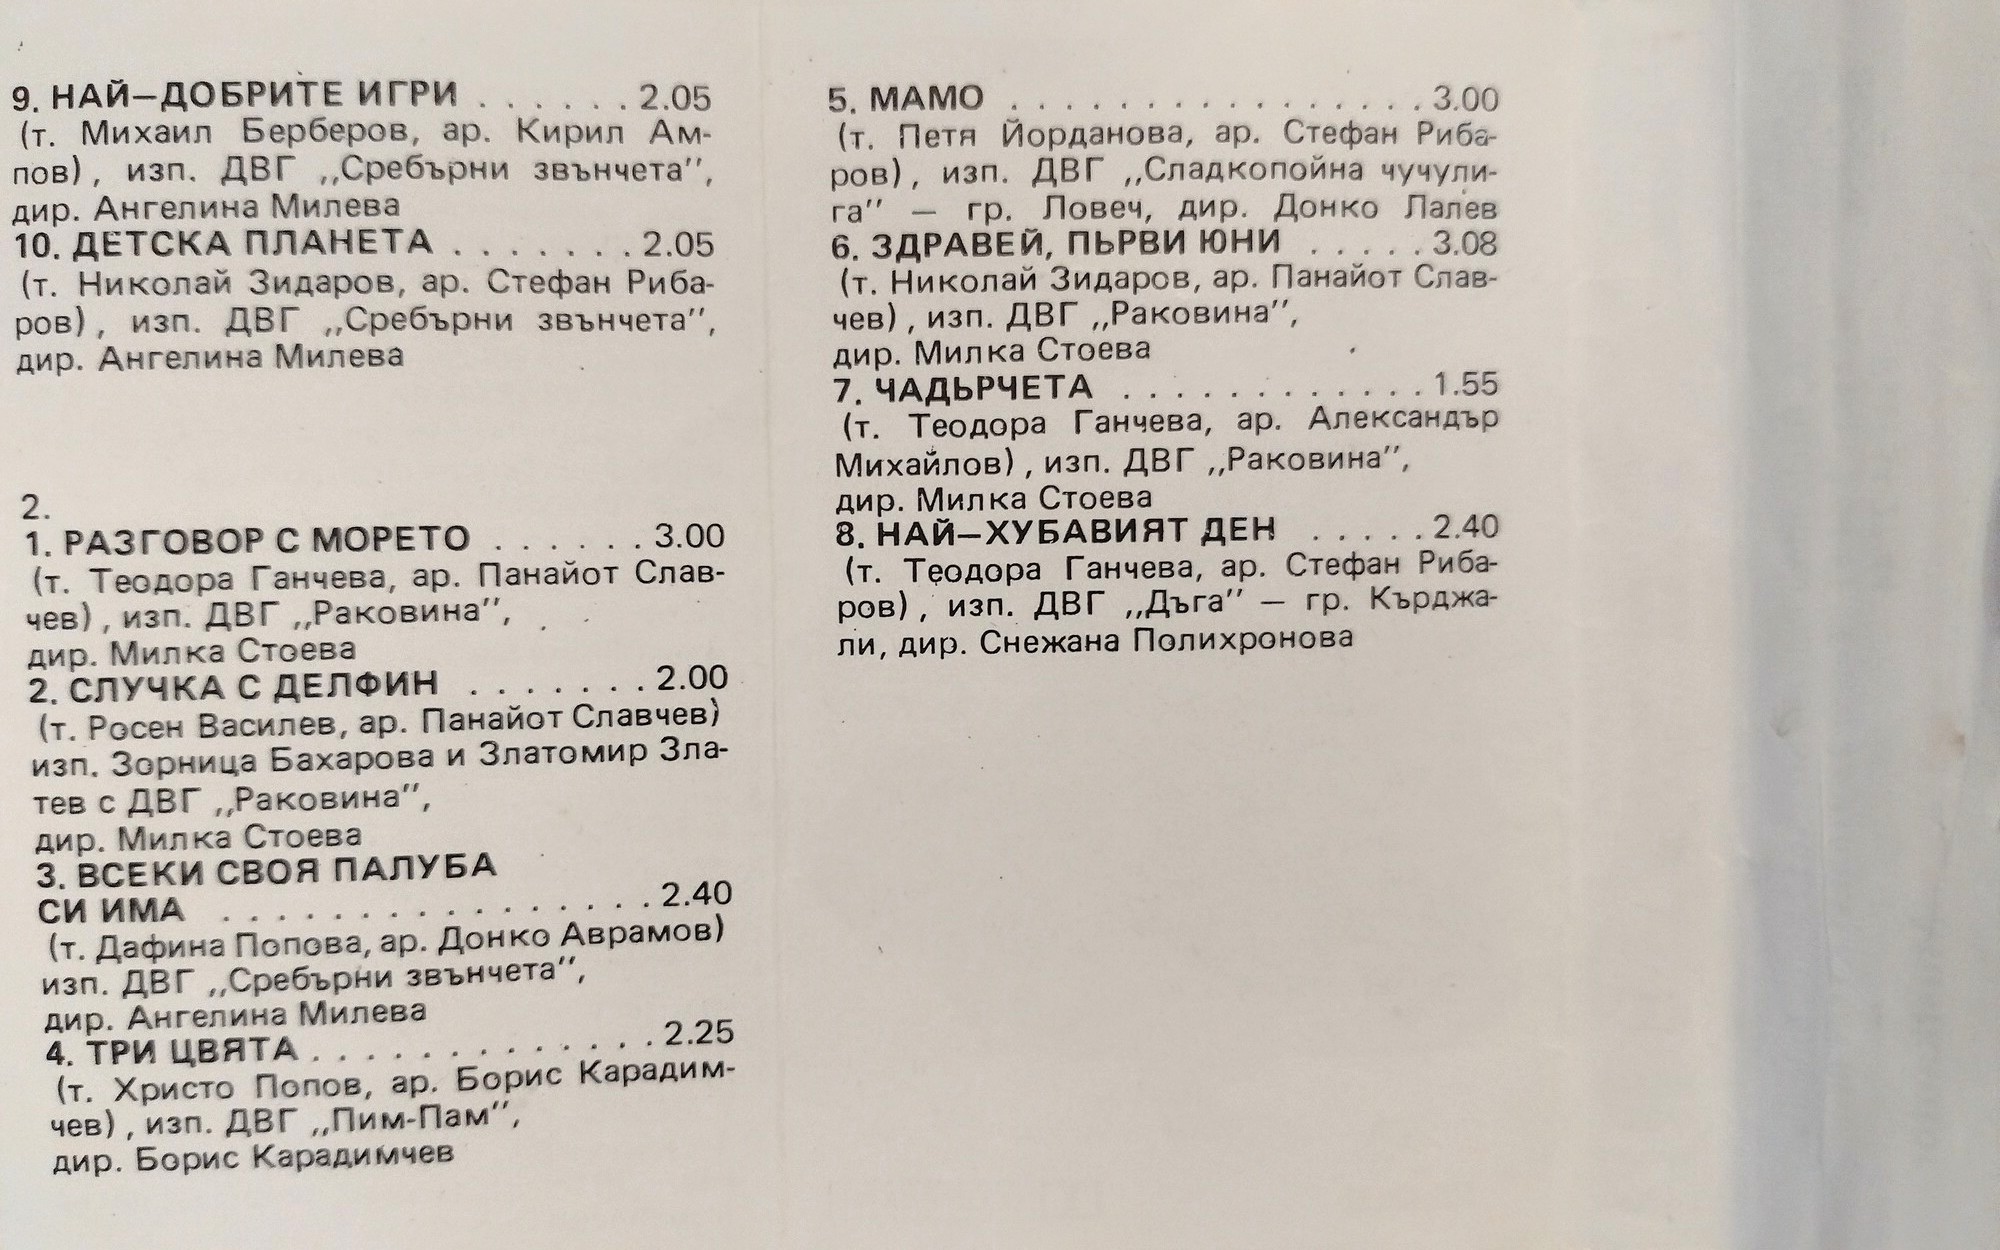 9. НАЙ–ДОБРИТЕ ИГРИ . . . . . . 2.05
(т. Михаил Берберов, ар. Кирил Ам-
пов), изп. ДВГ ,,Сребърни звънчета'',
дир. Ангелина Милева
10. ДЕТСКА ПЛАНЕТА . . . . . . . 2.05
(т. Николай Зидаров, ар. Стефан Риба-
ров), изп. ДВГ ,,Сребърни звънчета'',
дир. Ангелина Милева
2.
1. РАЗГОВОР С МОРЕТО . . . . . . 3.00
(т. Теодора Ганчева, ар. Панайот Слав-
чев), изп. ДВГ ,,Раковина'',
дир. Милка Стоева
2. СЛУЧКА С ДЕЛФИН . . . . . . . 2.00
(т. Росен Василев, ар. Панайот Славчев)
изп. Зорница Бахарова и Златомир Зла-
тев с ДВГ ,,Раковина'',
дир. Милка Стоева
3. ВСЕКИ СВОЯ ПАЛУБА
СИ ИМА . . . . . . . . . . . . . . . . 2.40
(т. Дафина Попова, ар. Донко Аврамов)
изп. ДВГ ,,Сребърни звънчета'',
дир. Ангелина Милева
4. ТРИ ЦВЯТА . . . . . . . . . . . . . 2.25
(т. Христо Попов, ар. Борис Карадим-
чев), изп. ДВГ ,,Пим-Пам'',
дир. Борис Карадимчев
5. МАМО . . . . . . . . . . . . . . . . 3.00
(т. Петя Йорданова, ар. Стефан Риба-
ров), изп. ДВГ ,,Сладкопойна чучули-
га'' – гр. Ловеч, дир. Донко Лалев
6. ЗДРАВЕЙ, ПЬРВИ ЮНИ . . . . . 3.08
(т. Николай Зидаров, ар. Панайот Слав-
чев), изп. ДВГ ,,Раковина'',
дир. Милка Стоева
7. ЧАДЬРЧЕТА . . . . . . . . . . . . 1.55
(т. Теодора Ганчева, ар. Александър
Михайлов), изп. ДВГ ,,Раковина'',
дир. Милка Стоева
8. НАЙ–ХУБАВИЯТ ДЕН . . . . . 2.40
(т. Теодора Ганчева, ар. Стефан Риба-
ров), изп. ДВГ ,,Дъга'' – гр. Кърджа-
ли, дир. Снежана Полихронова